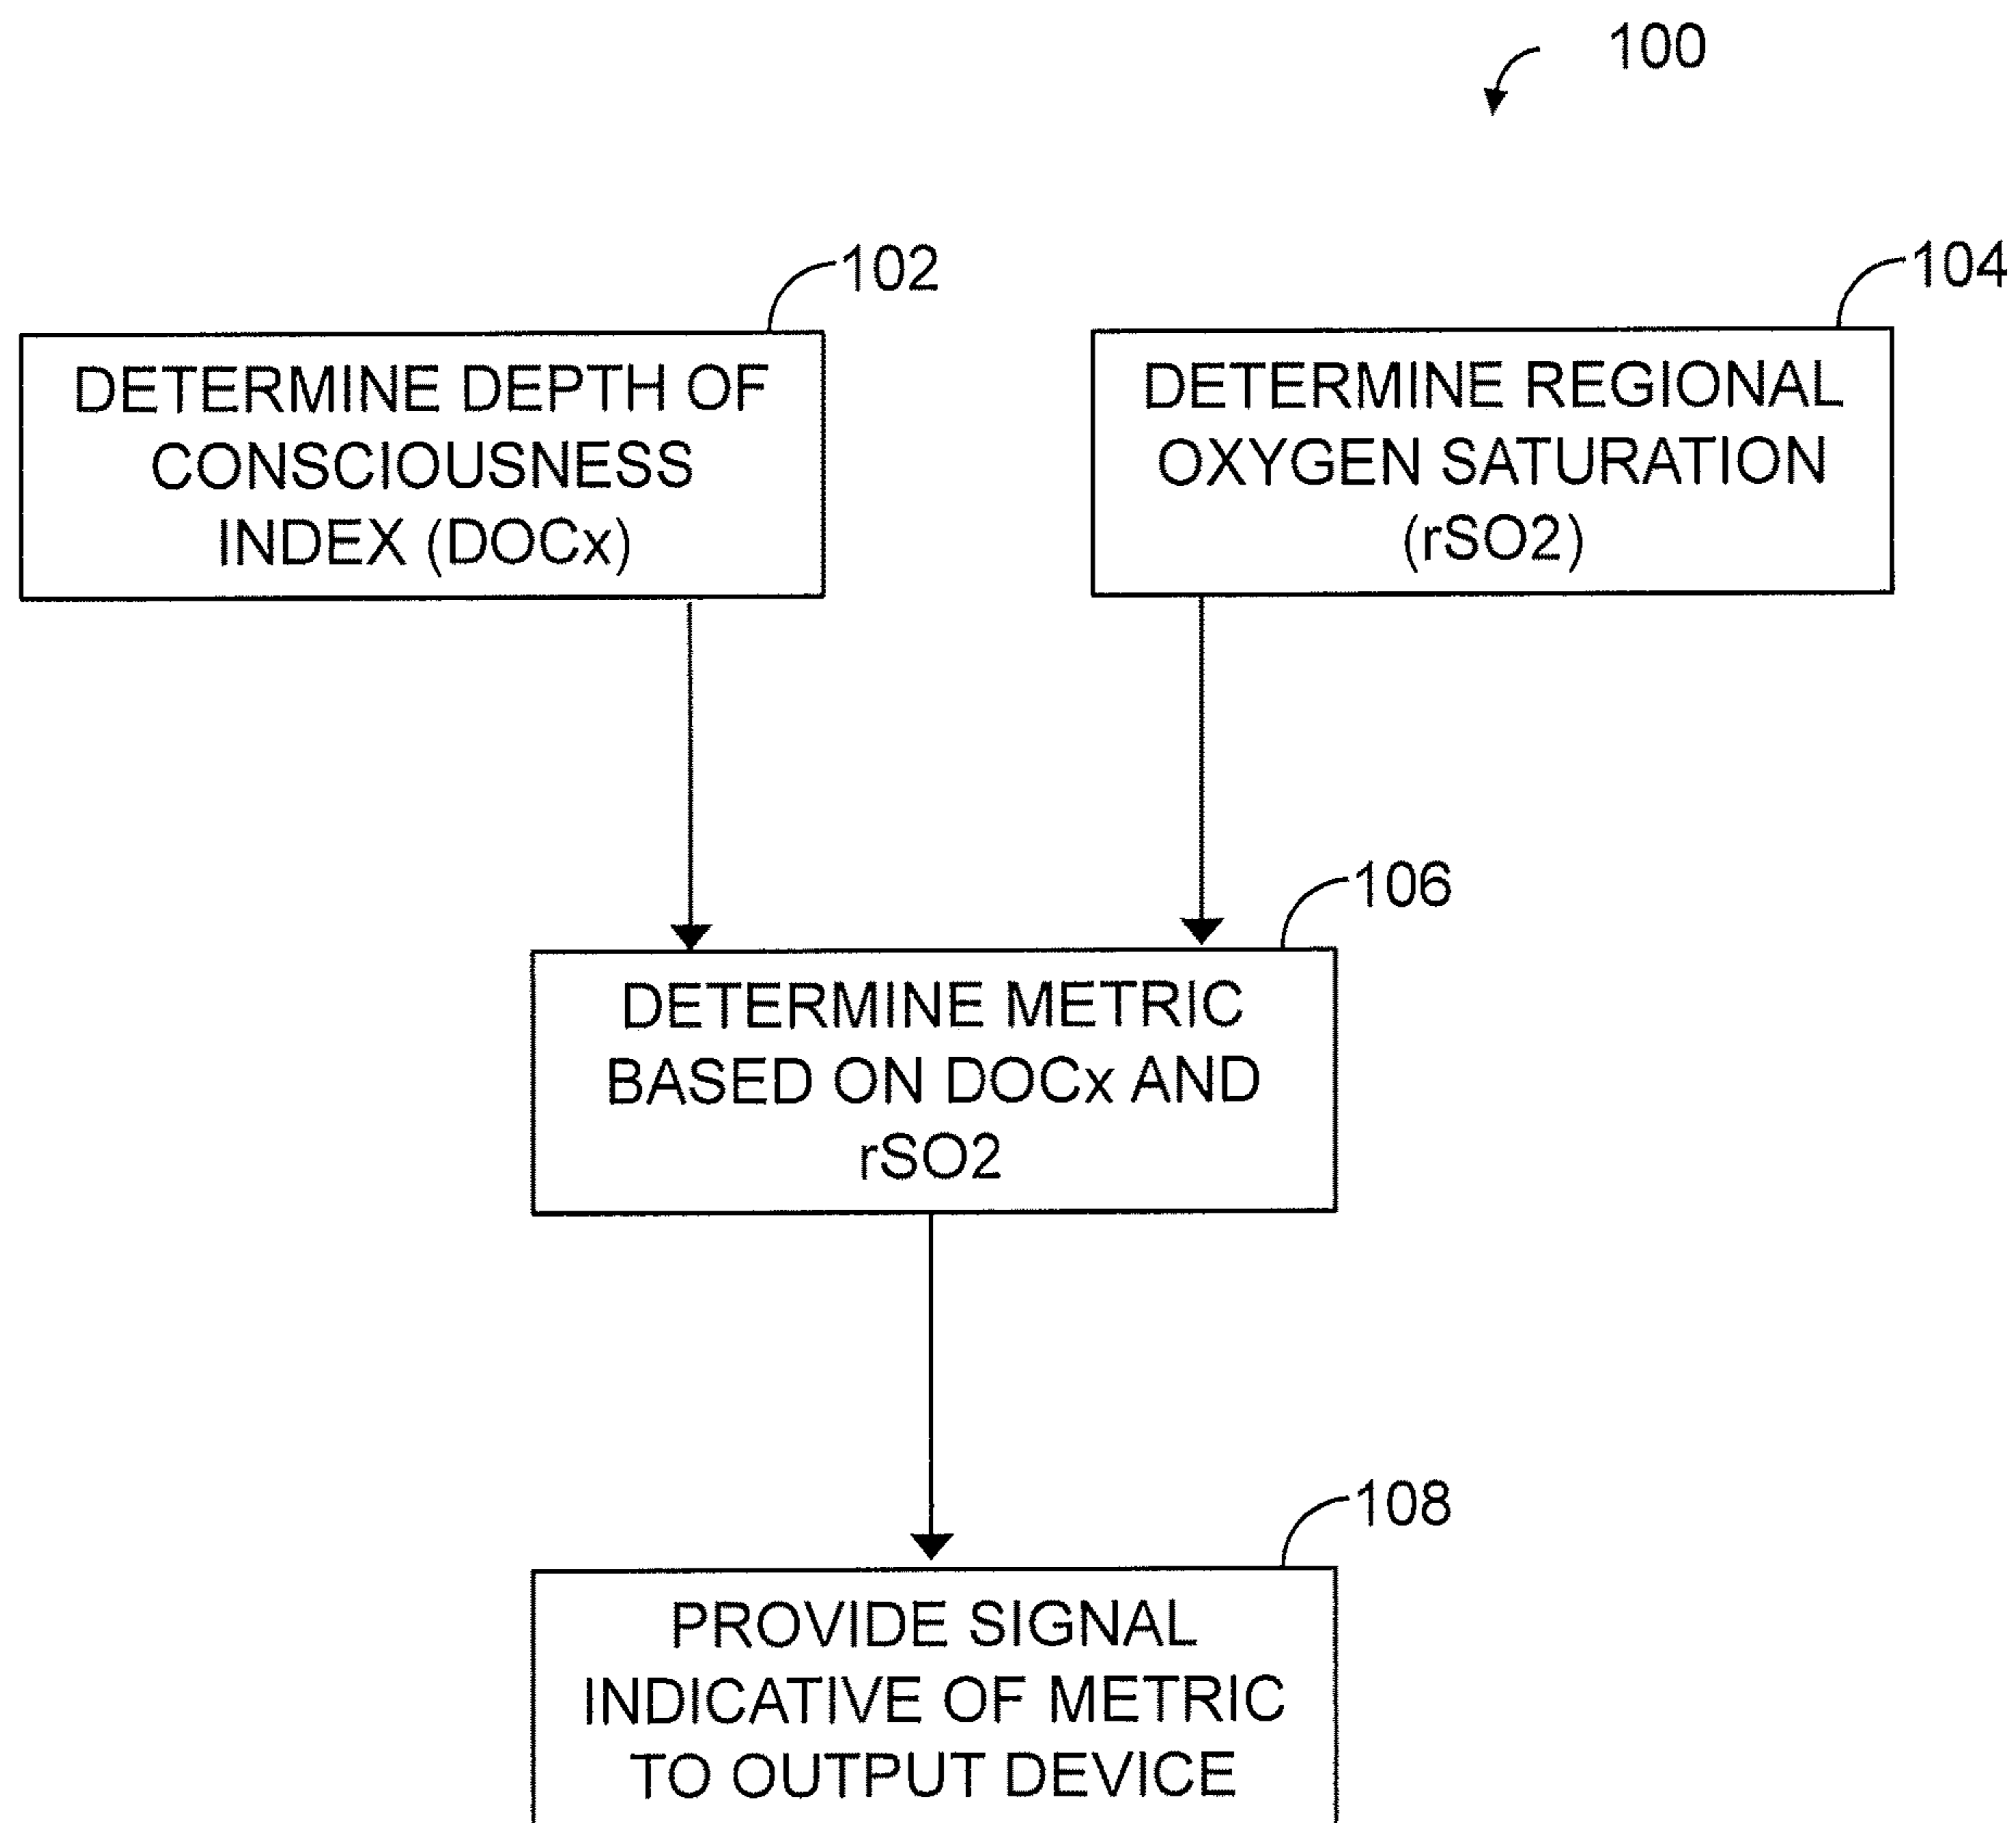 100
102
104
DETERMINE DEPTH OF
CONSCIOUSNESS
INDEX (DOCx)
DETERMINE REGIONAL
OXYGEN SATURATION
(rSO2)
106
DETERMINE METRIC
BASED ON DOCx AND
rSO2
108
PROVIDE SIGNAL
INDICATIVE OF METRIC
TO OUTPUT DEVICE